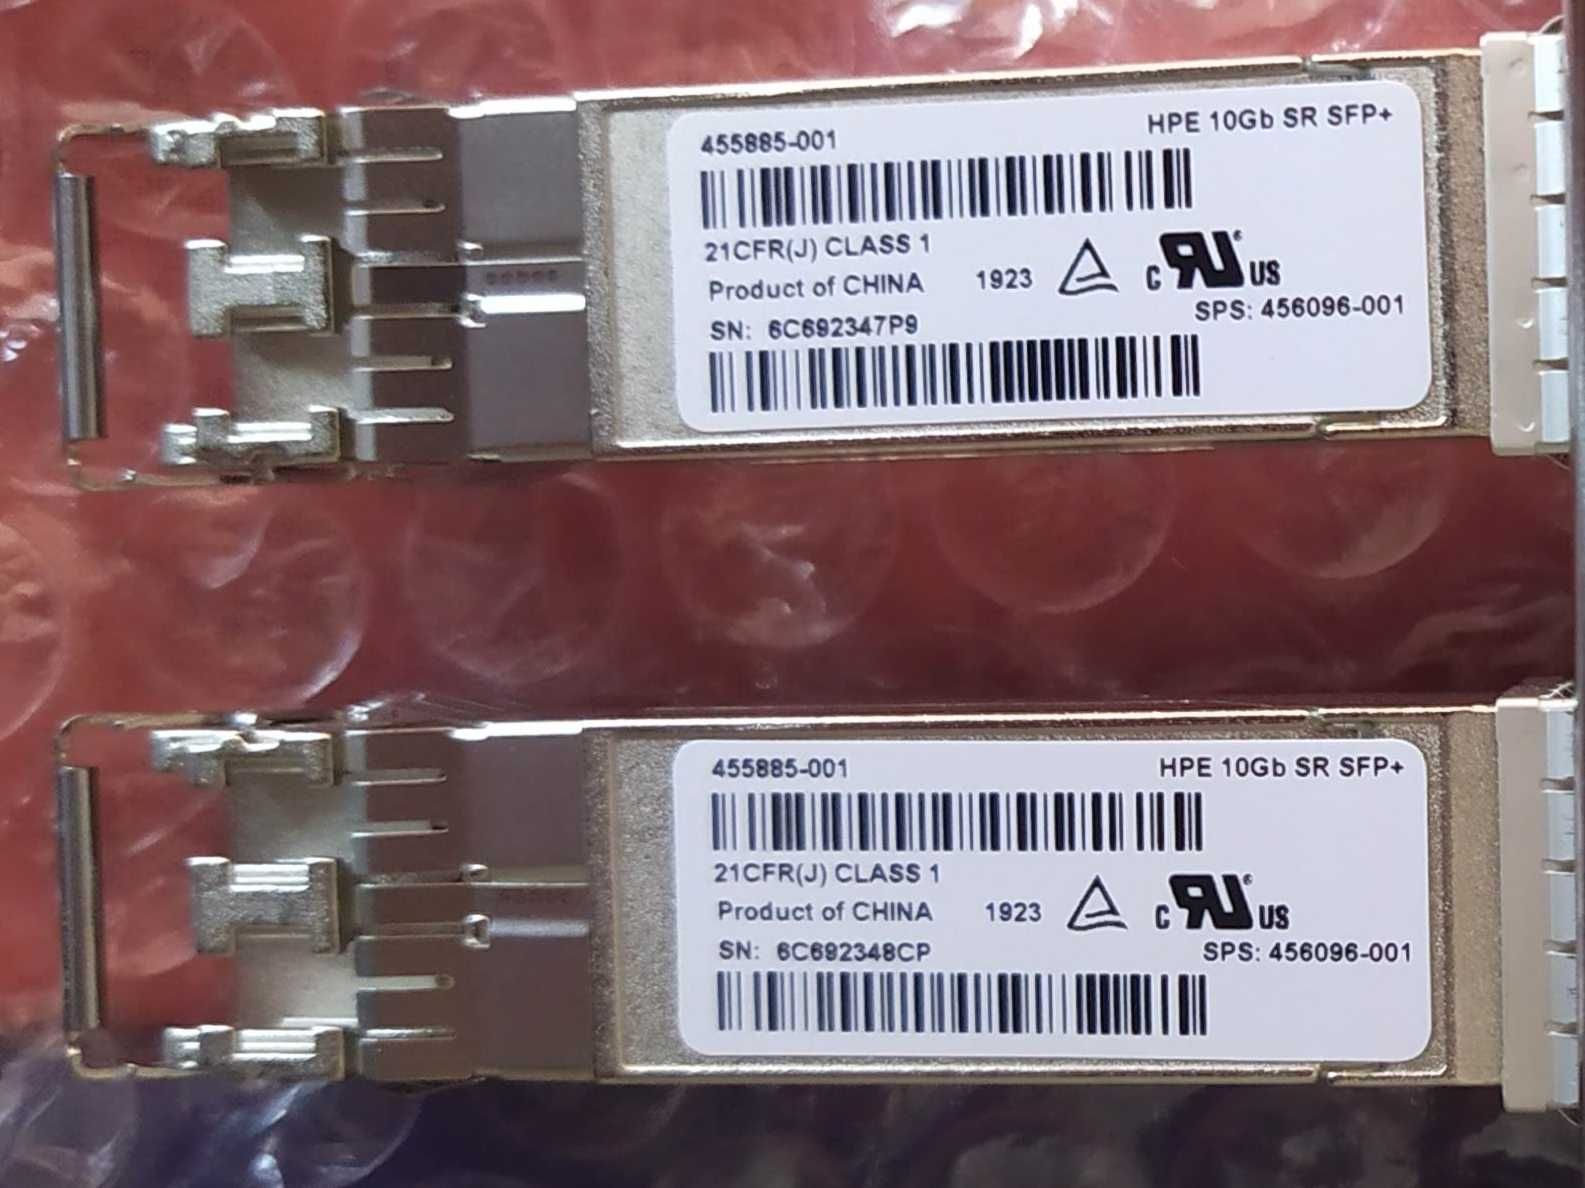 455885-001 HPE 10Gb SR SFP+
21CFR(J) CLASS 1
Product of CHINA 1923 c RU US
SPS: 456096-001
SN: 6C692347P9
455885-001 HPE 10Gb SR SFP+
21CFR(J) CLASS 1
Product of CHINA 1923 c RU US
SN: 6C692348CP SPS: 456096-001